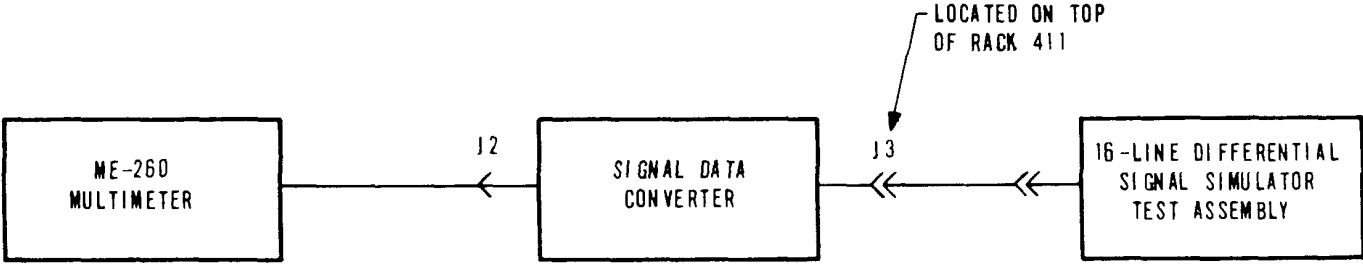 LOCATED ON TOP
OF RACK 411
ME-260
MULTIMETER
J2
SIGNAL DATA
CONVERTER
J3
16-LINE DIFFERENTIAL
SIGNAL SIMULATOR
TEST ASSEMBLY